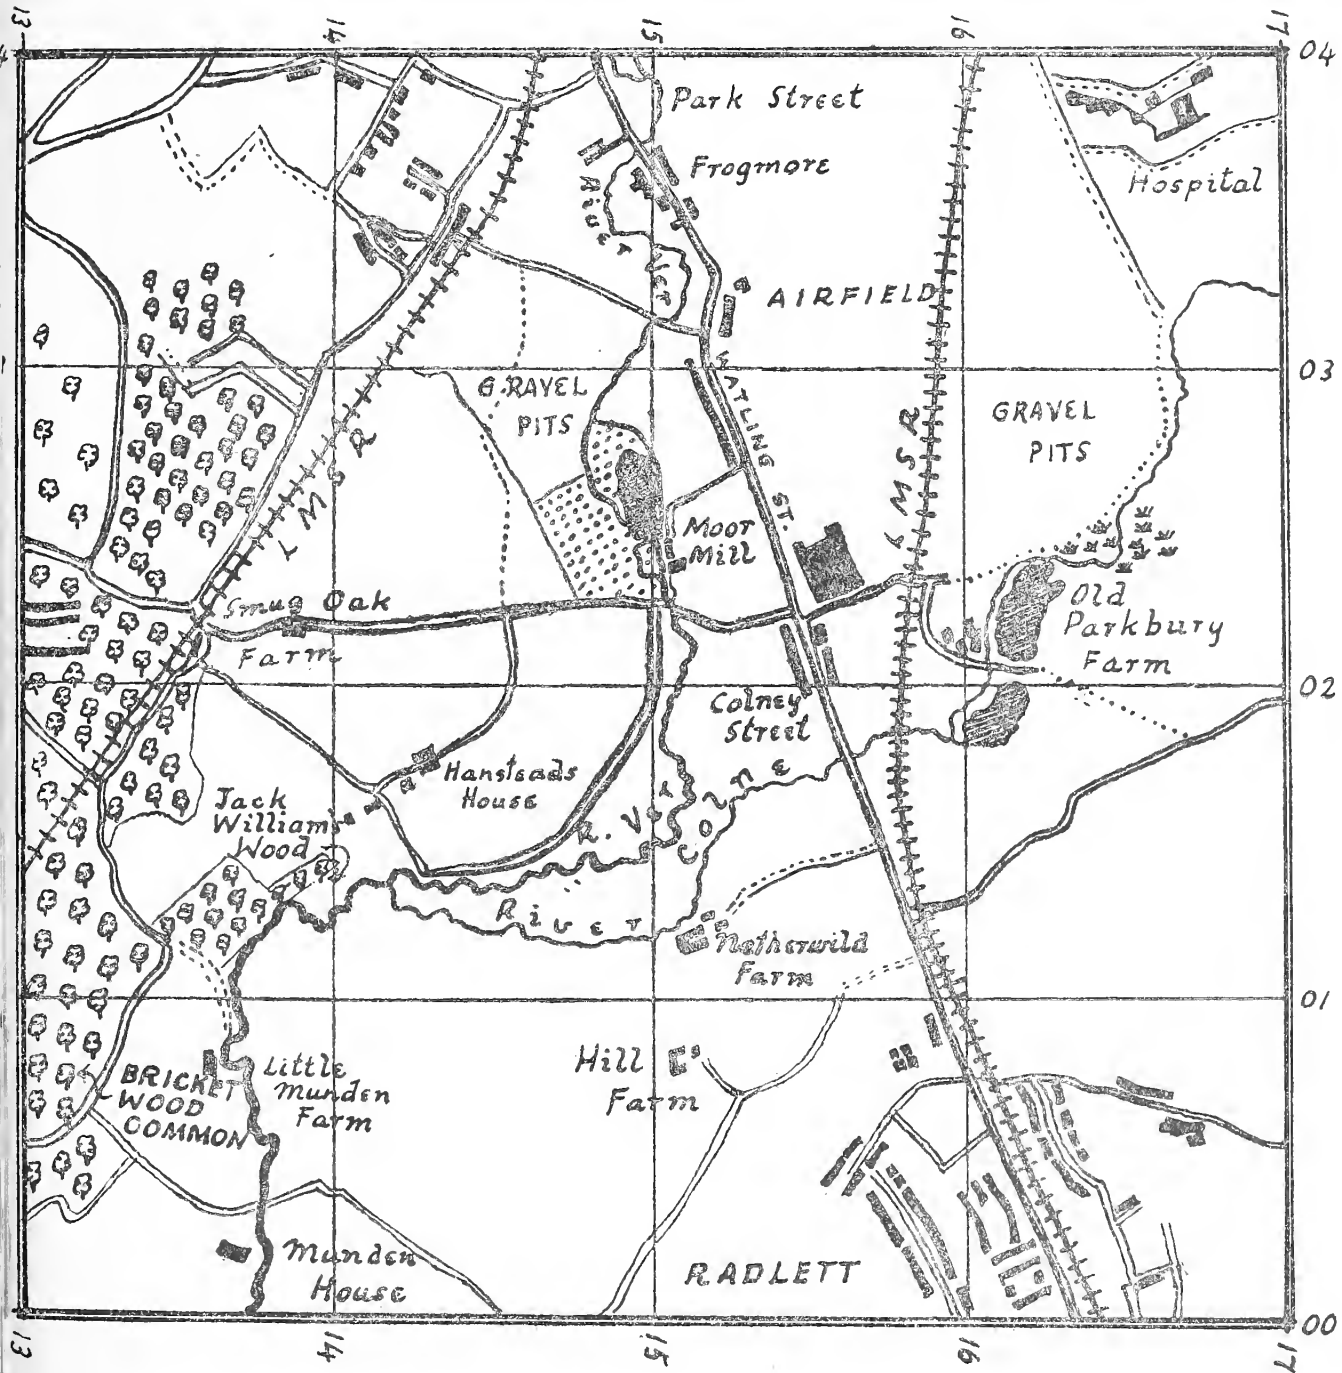 13
14
15
16
17
4
04
Park Street
Frogmore
Hospital
River Ver
AIRFIELD
03
WATLING
ST.
GRAVEL
PITS
GRAVEL
PITS
L M S R
L M S R
Moor
Mill
Smug Oak
Farm
Old
Parkbury
Farm
02
Colney
Street
Hansteads
House
Jack
Williams
Wood
R. Ver
River Colne
Netherwild
Farm
01
Hill
Farm
Little
Munden
Farm
BRICKET
WOOD
COMMON
Munden
House
RADLETT
00
13
14
15
16
17